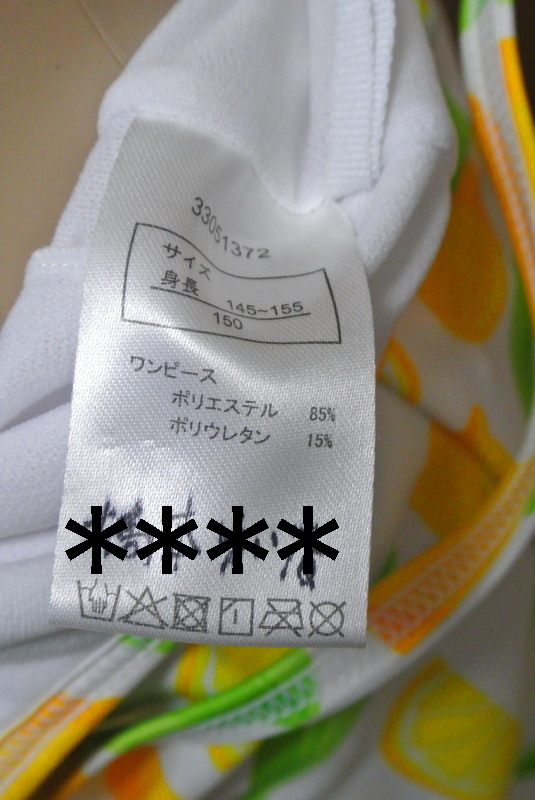 33051372
サイズ
身長 145~155
150
ワンピース
ポリエステル 85%
ポリウレタン 15%
****